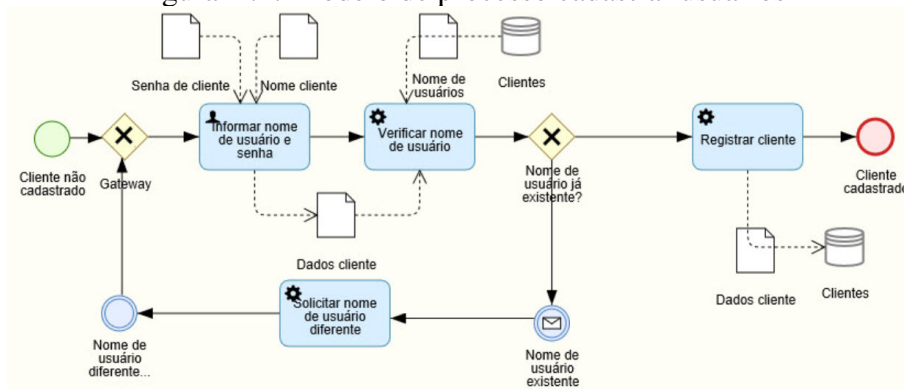 Senha de cliente
Nome cliente
Nome de
usuários
Clientes
Informar nome
de usuário e
senha
Verificar nome
de usuário
Registrar cliente
Cliente não
cadastrado
Gateway
Nome de
usuário já
existente?
Cliente
cadastrado
Dados cliente
Dados cliente
Clientes
Solicitar nome
de usuário
diferente
Nome de
usuário
diferente...
Nome de
usuário
existente